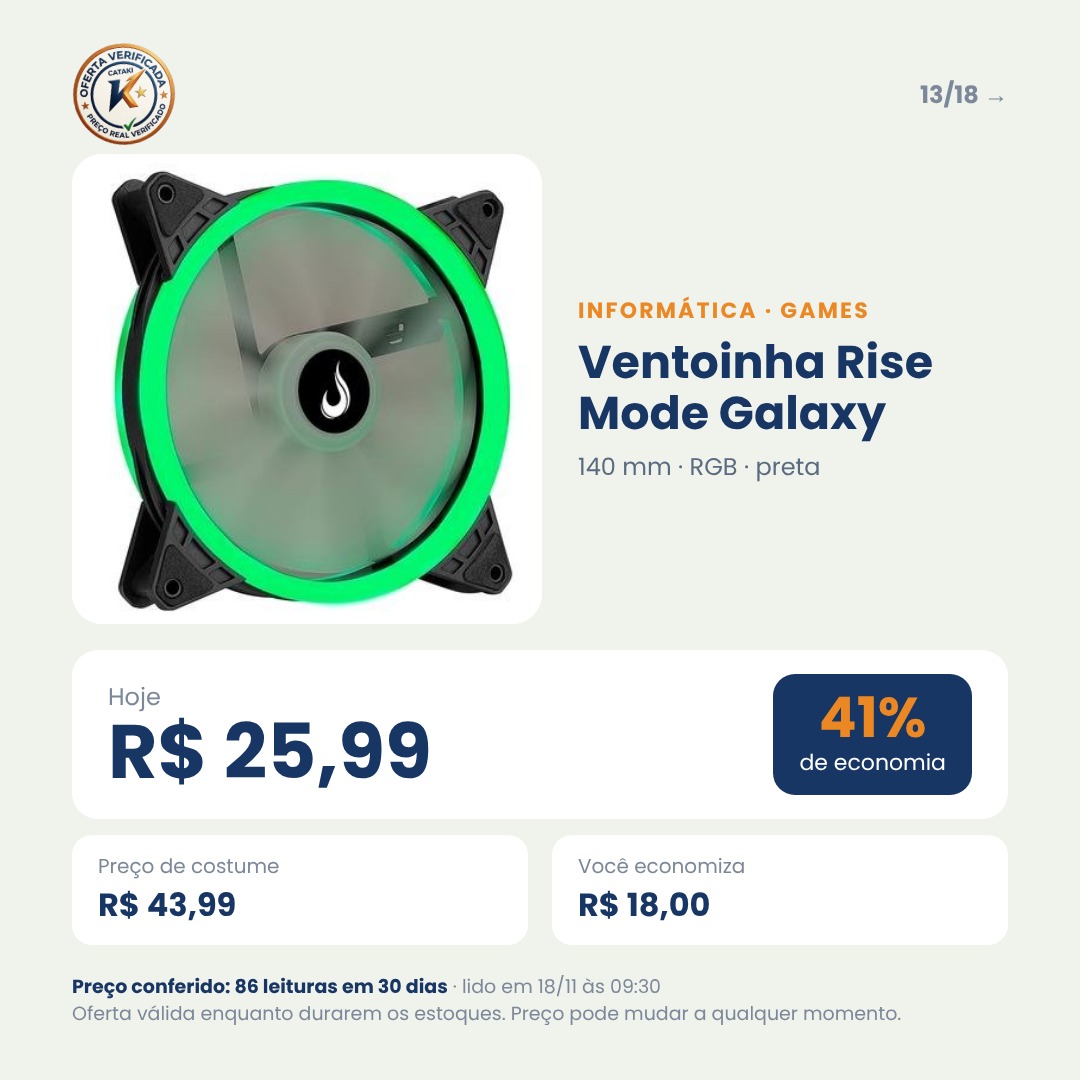 OFERTA VERIFICADA
CATAKI
K
PREÇO REAL VERIFICADO
13/18 →
INFORMÁTICA · GAMES
Ventoinha Rise
Mode Galaxy
140 mm · RGB · preta
Hoje
R$ 25,99
41%
de economia
Preço de costume
R$ 43,99
Você economiza
R$ 18,00
Preço conferido: 86 leituras em 30 dias · lido em 18/11 às 09:30
Oferta válida enquanto durarem os estoques. Preço pode mudar a qualquer momento.